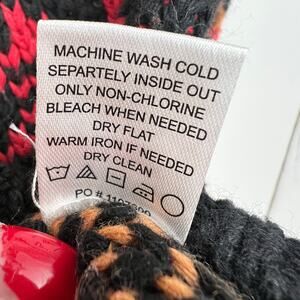 MACHINE WASH COLD
SEPARTELY INSIDE OUT
ONLY NON-CHLORINE
BLEACH WHEN NEEDED
DRY FLAT
WARM IRON IF NEEDED
DRY CLEAN
PO #